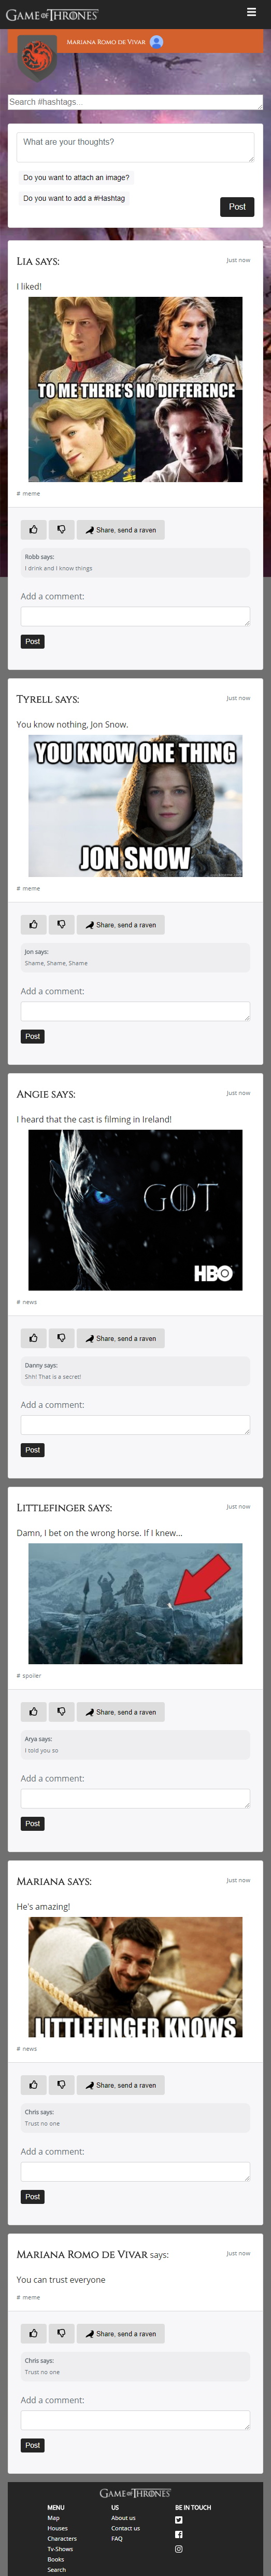 GAME OF THRONES
MARIANA ROMO DE VIVAR
Search #hashtags...
What are your thoughts?
Do you want to attach an image?
Do you want to add a #Hashtag
Post
LIA SAYS:
Just now
I liked!
TO ME THERE'S NO DIFFERENCE
# meme
Share, send a raven
Robb says:
I drink and I know things
Add a comment:
Post
TYRELL SAYS:
Just now
You know nothing, Jon Snow.
YOU KNOW ONE THING
JON SNOW
# meme
Share, send a raven
Jon says:
Shame, Shame, Shame
Add a comment:
Post
ANGIE SAYS:
Just now
I heard that the cast is filming in Ireland!
GOT
HBO
# news
Share, send a raven
Danny says:
Shh! That is a secret!
Add a comment:
Post
LITTLEFINGER SAYS:
Just now
Damn, I bet on the wrong horse. If I knew...
# spoiler
Share, send a raven
Arya says:
I told you so
Add a comment:
Post
MARIANA SAYS:
Just now
He's amazing!
LITTLEFINGER KNOWS
# news
Share, send a raven
Chris says:
Trust no one
Add a comment:
Post
MARIANA ROMO DE VIVAR says:
Just now
You can trust everyone
# meme
Share, send a raven
Chris says:
Trust no one
Add a comment:
Post
GAME OF THRONES
MENU
Map
Houses
Characters
Tv-Shows
Books
Search
US
About us
Contact us
FAQ
BE IN TOUCH